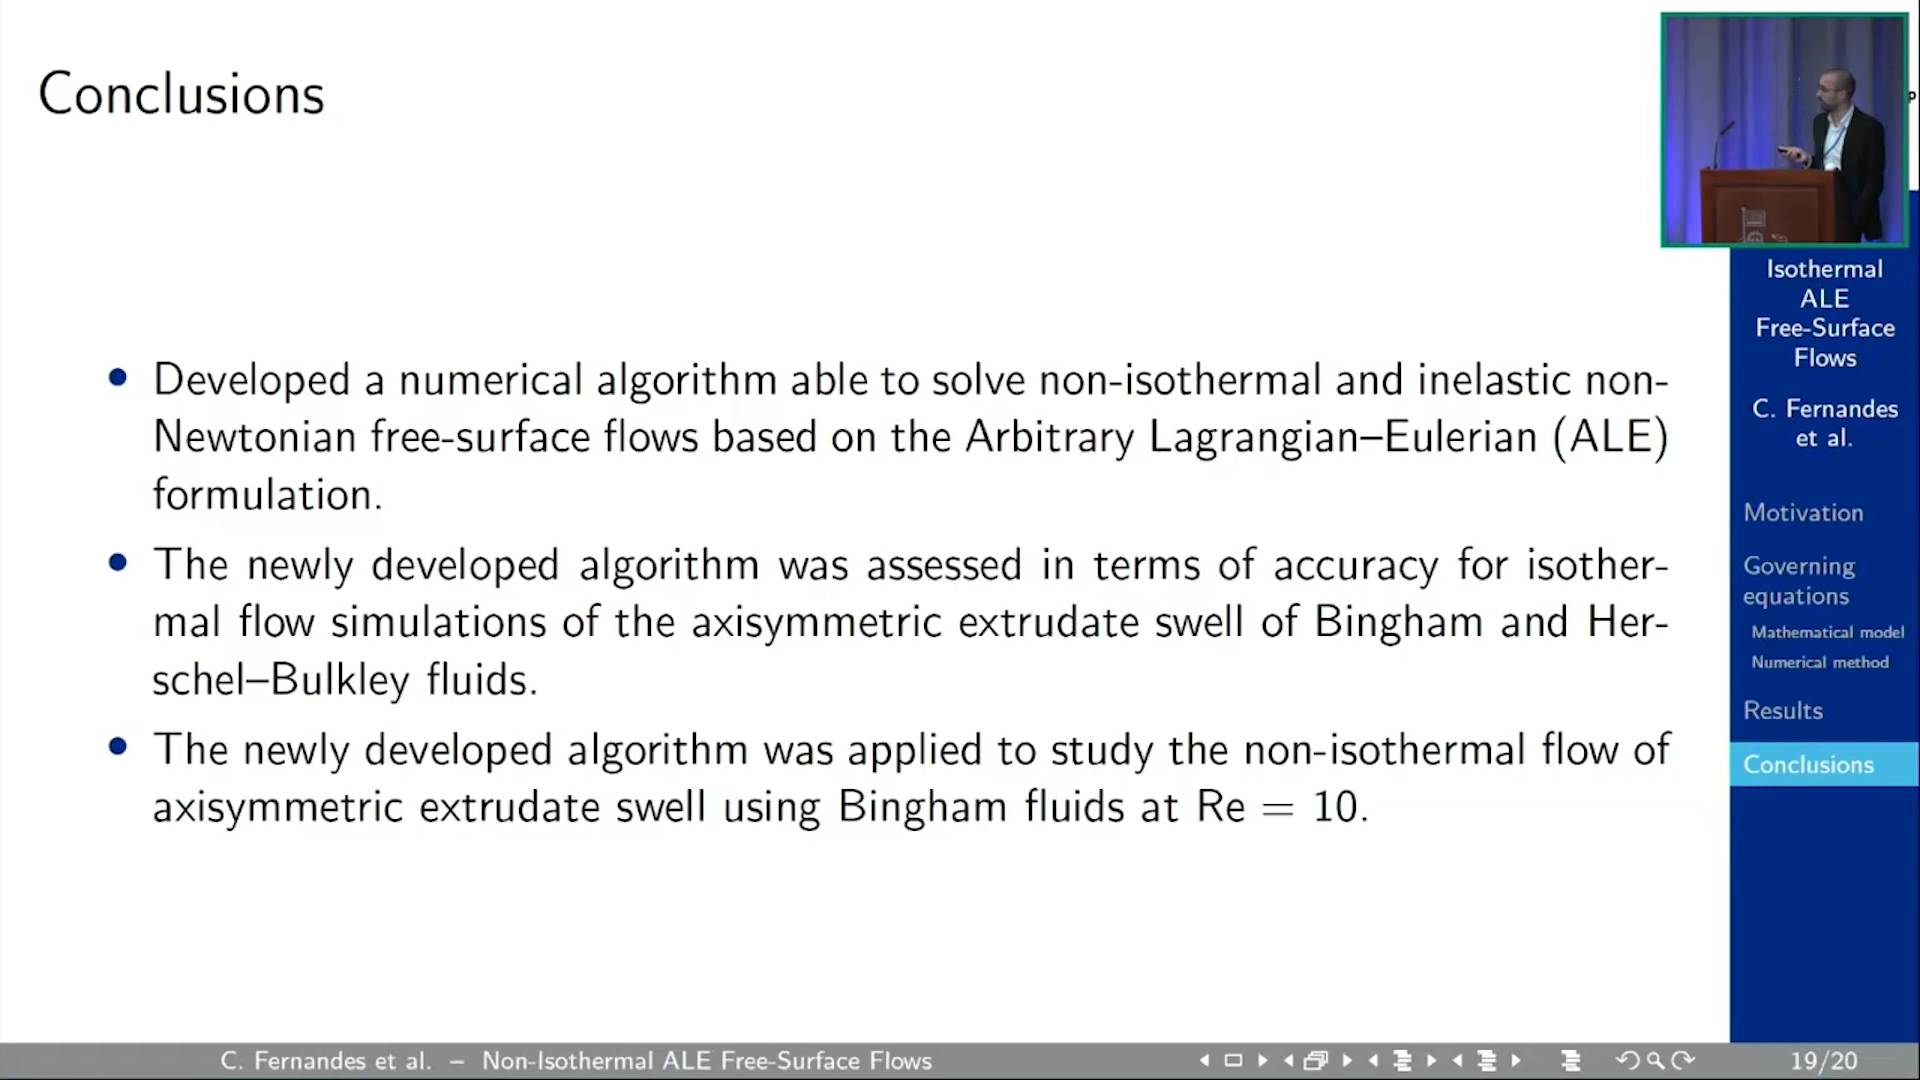 Conclusions
• Developed a numerical algorithm able to solve non-isothermal and inelastic non-
Newtonian free-surface flows based on the Arbitrary Lagrangian–Eulerian (ALE)
formulation.
• The newly developed algorithm was assessed in terms of accuracy for isother-
mal flow simulations of the axisymmetric extrudate swell of Bingham and Her-
schel–Bulkley fluids.
• The newly developed algorithm was applied to study the non-isothermal flow of
axisymmetric extrudate swell using Bingham fluids at Re = 10.
Isothermal
ALE
Free-Surface
Flows
C. Fernandes
et al.
Motivation
Governing
equations
Mathematical model
Numerical method
Results
Conclusions
C. Fernandes et al. – Non-Isothermal ALE Free-Surface Flows
19/20